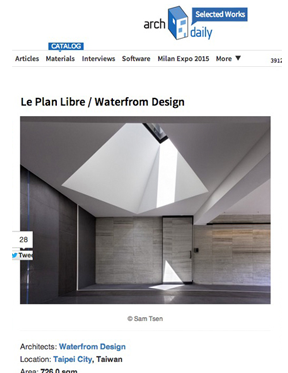 arch
daily
Selected Works
CATALOG
Articles Materials Interviews Software Milan Expo 2015 More ▼
3912
Le Plan Libre / Waterfrom Design
28
Twee
© Sam Tsen
Architects: Waterfrom Design
Location: Taipei City, Taiwan
Area: 726.0 sqm